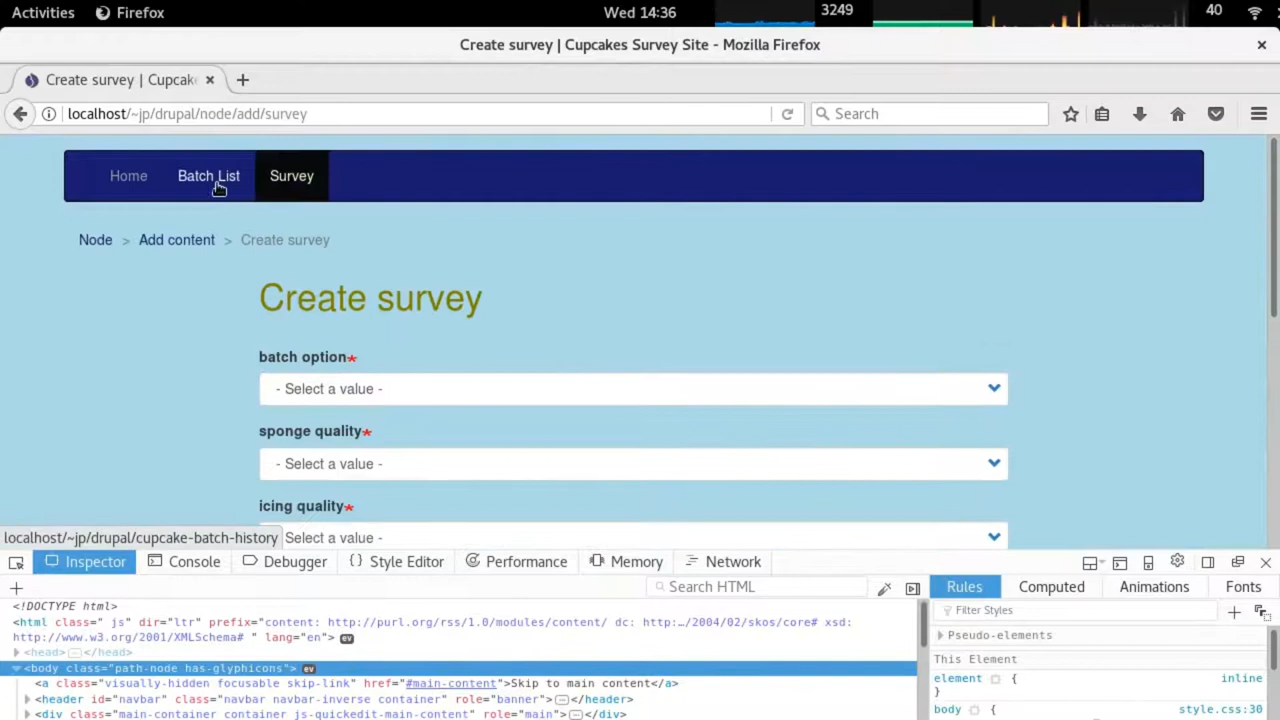 Activities Firefox Wed 14:36 3249 40
Create survey | Cupcakes Survey Site - Mozilla Firefox
Create survey | Cupcak
localhost/~jp/drupal/node/add/survey Search
Home Batch List Survey
Node > Add content > Create survey
Create survey
batch option*
- Select a value -
sponge quality*
- Select a value -
icing quality*
- Select a value -
localhost/~jp/drupal/cupcake-batch-history
Inspector Console Debugger Style Editor Performance Memory Network
+ Search HTML Rules Computed Animations Fonts
<!DOCTYPE html> Filter Styles
<html class=" js" dir="ltr" prefix="content: http://purl.org/rss/1.0/modules/content/ dc: http:…/2004/02/skos/core# xsd:
http://www.w3.org/2001/XMLSchema# " lang="en"> ev Pseudo-elements
<head></head> This Element
<body class="path-node has-glyphicons"> ev
<a class="visually-hidden focusable skip-link" href="#main-content">Skip to main content</a> element { inline
}
<header id="navbar" class="navbar navbar-inverse container" role="banner"></header>
<div class="main-container container js-quickedit-main-content" role="main"></div> body { style.css:30